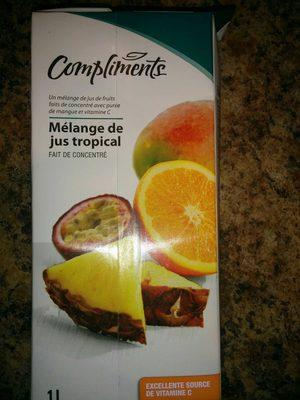 Compliments
Un mélange de jus de fruits
faits de concentré avec purée
de mangue et vitamine C
Mélange de
jus tropical
FAIT DE CONCENTRÉ
1L
EXCELLENTE SOURCE
DE VITAMINE C